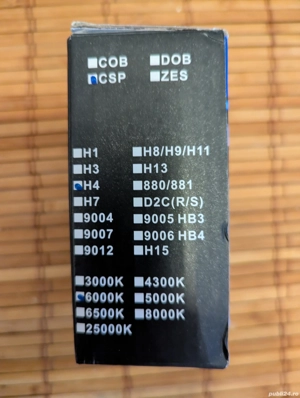 COB DOB
CSP ZES
H1 H8/H9/H11
H3 H13
H4 880/881
H7 D2C(R/S)
9004 9005 HB3
9007 9006 HB4
9012 H15
3000K 4300K
6000K 5000K
6500K 8000K
25000K